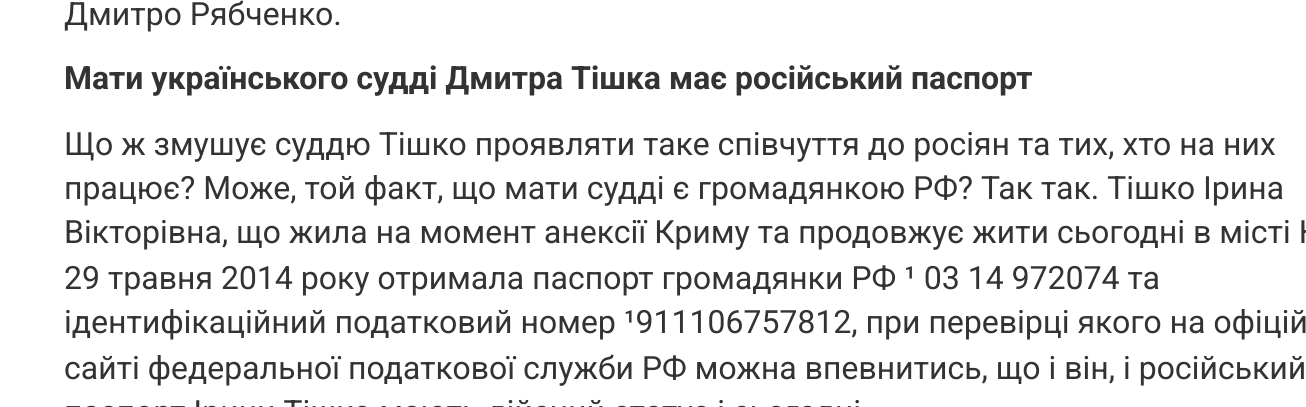 Дмитро Рябченко.
Мати українського судді Дмитра Тішка має російський паспорт
Що ж змушує суддю Тішко проявляти таке співчуття до росіян та тих, хто на них
працює? Може, той факт, що мати судді є громадянкою РФ? Так так. Тішко Ірина
Вікторівна, що жила на момент анексії Криму та продовжує жити сьогодні в місті
29 травня 2014 року отримала паспорт громадянки РФ ¹ 03 14 972074 та
ідентифікаційний податковий номер ¹911106757812, при перевірці якого на офіцій
сайті федеральної податкової служби РФ можна впевнитись, що і він, і російський